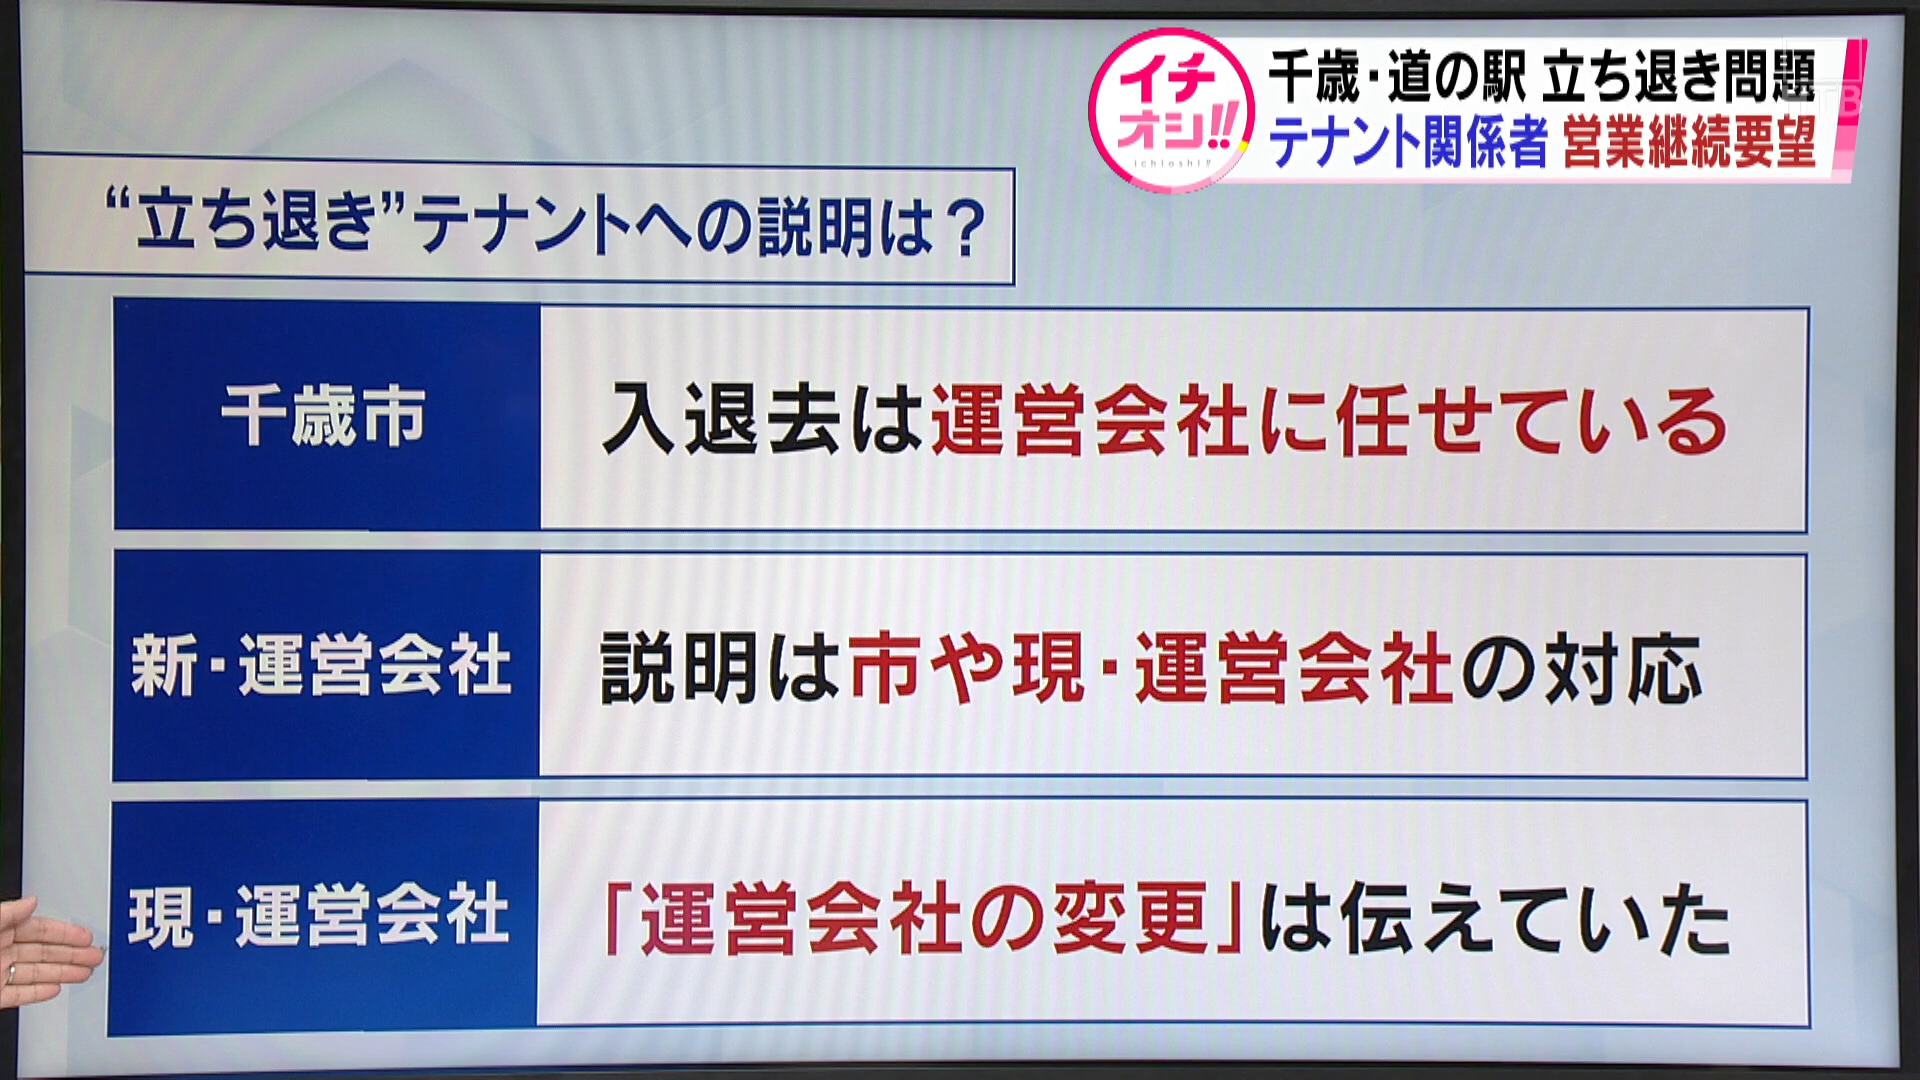 イチ
オシ!!
ichioshi!!
千歳・道の駅 立ち退き問題
テナント関係者 営業継続要望
“立ち退き”テナントへの説明は？
千歳市
入退去は運営会社に任せている
新・運営会社
説明は市や現・運営会社の対応
現・運営会社
「運営会社の変更」は伝えていた